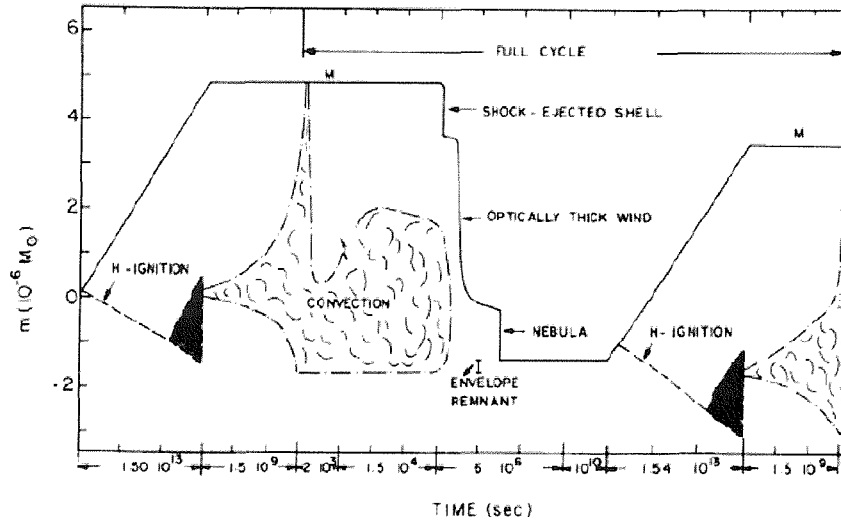 6
4
2
0
-2
m (10⁻⁶ M⊙)
FULL CYCLE
M
SHOCK-EJECTED SHELL
M
OPTICALLY THICK WIND
H-IGNITION
CONVECTION
NEBULA
H-IGNITION
I
ENVELOPE
REMNANT
1.50 10¹³
1.5 10⁹
2 10³
1.5 10⁴
6 10⁶
10¹⁰
1.54 10¹³
1.5 10⁹
TIME (sec)